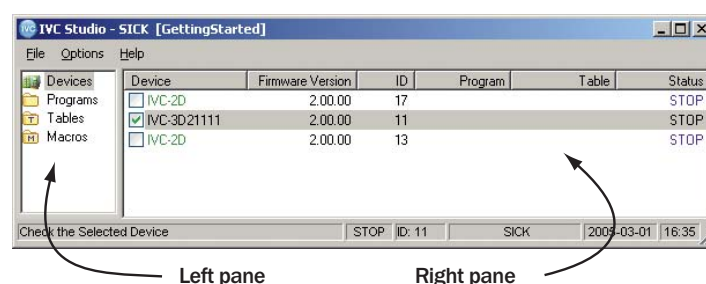 IVC Studio - SICK [GettingStarted]
File Options Help
Devices
Programs
Tables
Macros
Device Firmware Version ID Program Table Status
IVC-2D 2.00.00 17 STOP
IVC-3D21111 2.00.00 11 STOP
IVC-2D 2.00.00 13 STOP
Check the Selected Device STOP ID: 11 SICK 2005-03-01 16:35
Left pane Right pane